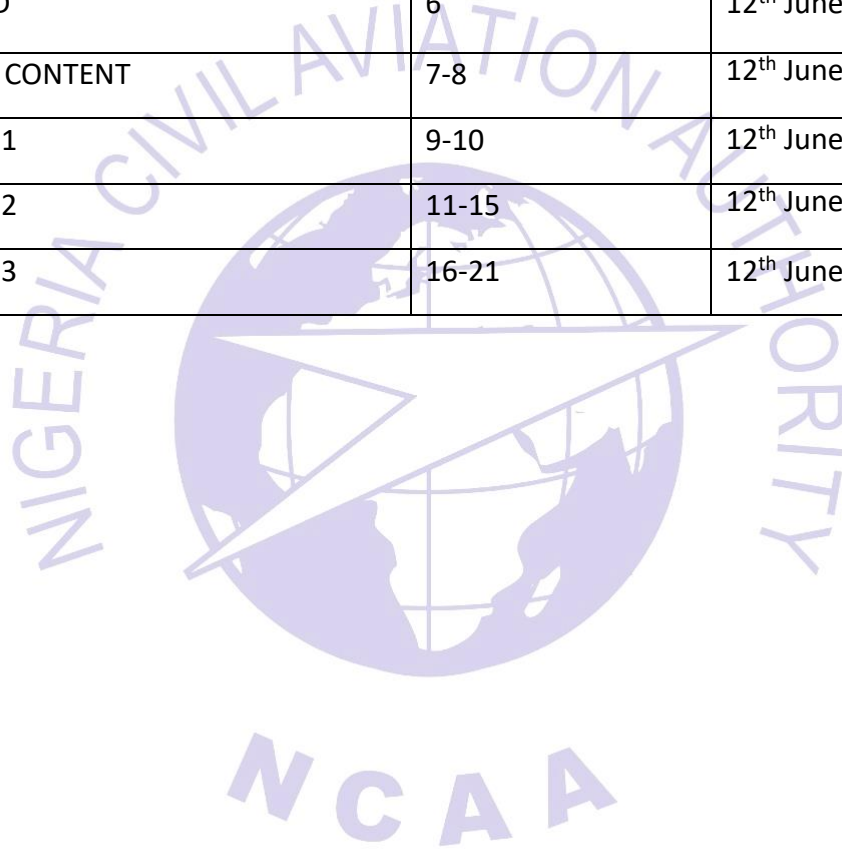 6 12th June
CONTENT 7-8 12th June
1 9-10 12th June
2 11-15 12th June
3 16-21 12th June
NIGERIA CIVIL AVIATION AUTHORITY
NCAA